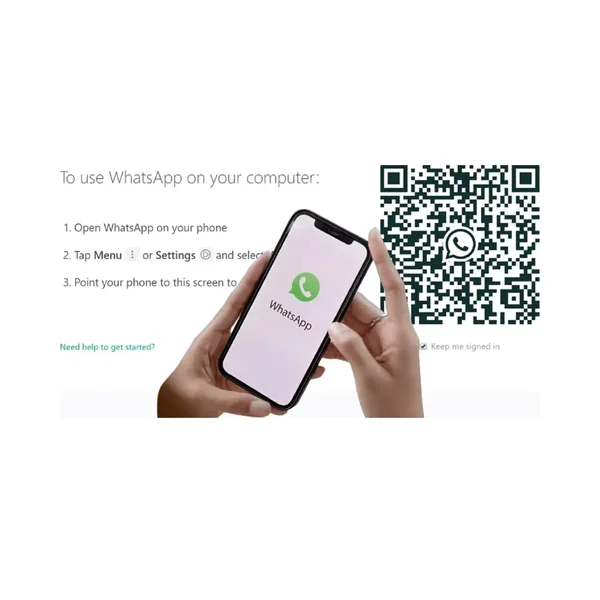 To use WhatsApp on your computer:
1. Open WhatsApp on your phone
2. Tap Menu or Settings and select
3. Point your phone to this screen to
WhatsApp
Need help to get started?
Keep me signed in